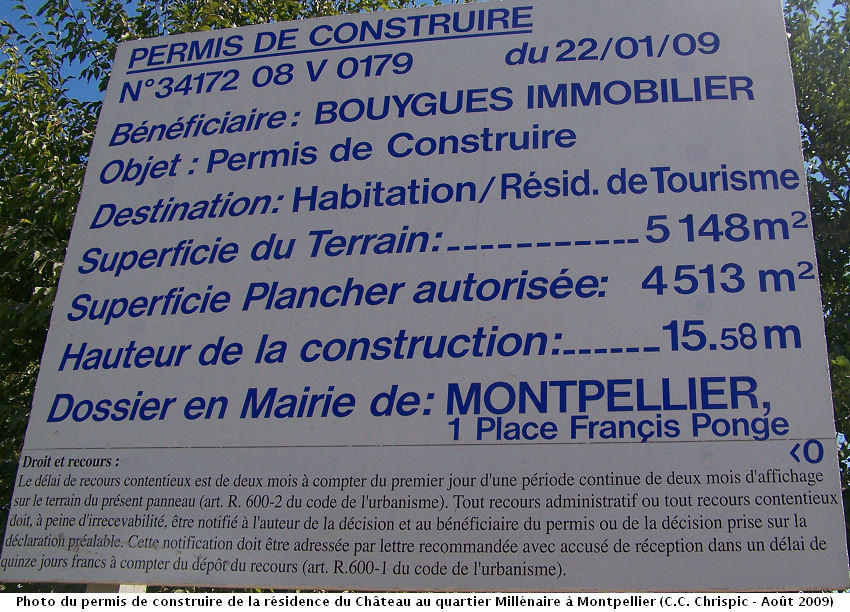 PERMIS DE CONSTRUIRE
N°34172 08 V 0179 du 22/01/09
Bénéficiaire: BOUYGUES IMMOBILIER
Objet : Permis de Construire
Destination: Habitation/Résid. de Tourisme
Superficie du Terrain:------------ 5 148m²
Superficie Plancher autorisée: 4 513 m²
Hauteur de la construction:------ 15.58 m
Dossier en Mairie de: MONTPELLIER,
1 Place Françis Ponge
<O
Droit et recours :
Le délai de recours contentieux est de deux mois à compter du premier jour d'une période continue de deux mois d'affichage
sur le terrain du présent panneau (art. R. 600-2 du code de l'urbanisme). Tout recours administratif ou tout recours contentieux
doit, à peine d'irrecevabilité, être notifié à l'auteur de la décision et au bénéficiaire du permis ou de la décision prise sur la
déclaration préalable. Cette notification doit être adressée par lettre recommandée avec accusé de réception dans un délai de
quinze jours francs à compter du dépôt du recours (art. R.600-1 du code de l'urbanisme).
Photo du permis de construire de la résidence du Château au quartier Millénaire à Montpellier (C.C. Chrispic - Août 2009)